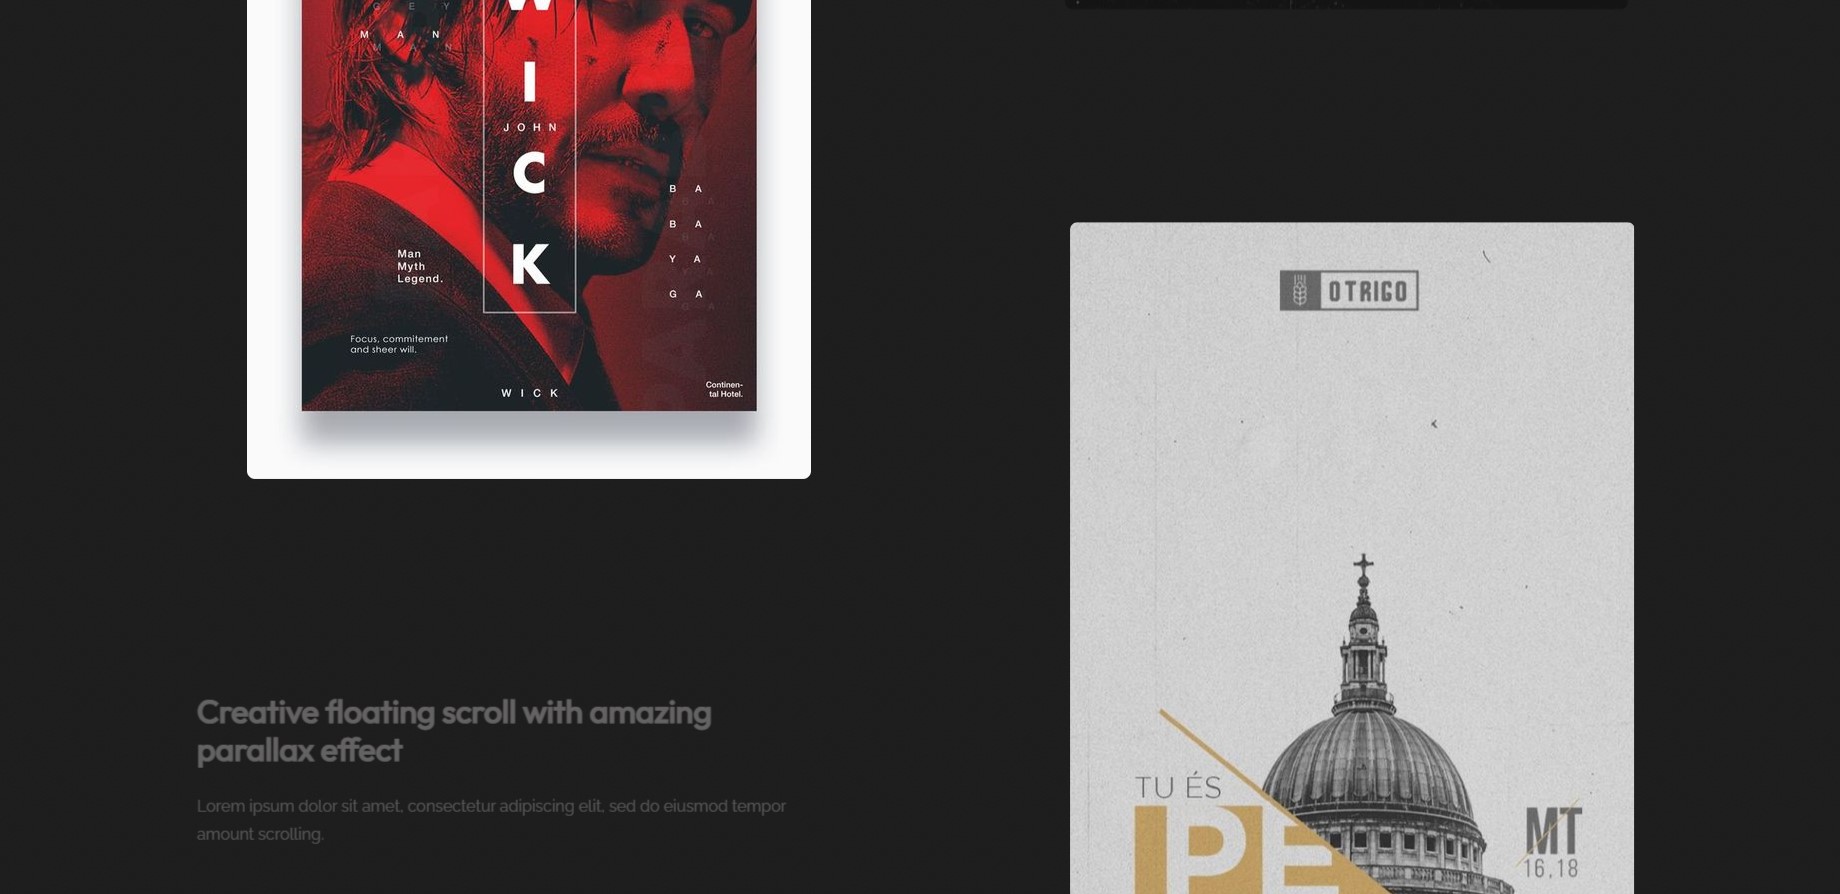 G E Y
M A N
M A N
W
I
JOHN
C
K
B A
B A
Y A
G A
Man
Myth
Legend.
Focus, commitement
and sheer will.
WICK
Continen-
tal Hotel.
OTRIGO
Creative floating scroll with amazing
parallax effect
Lorem ipsum dolor sit amet, consectetur adipiscing elit, sed do eiusmod tempor
amount scrolling.
TU ÉS
PE
MT
16.18